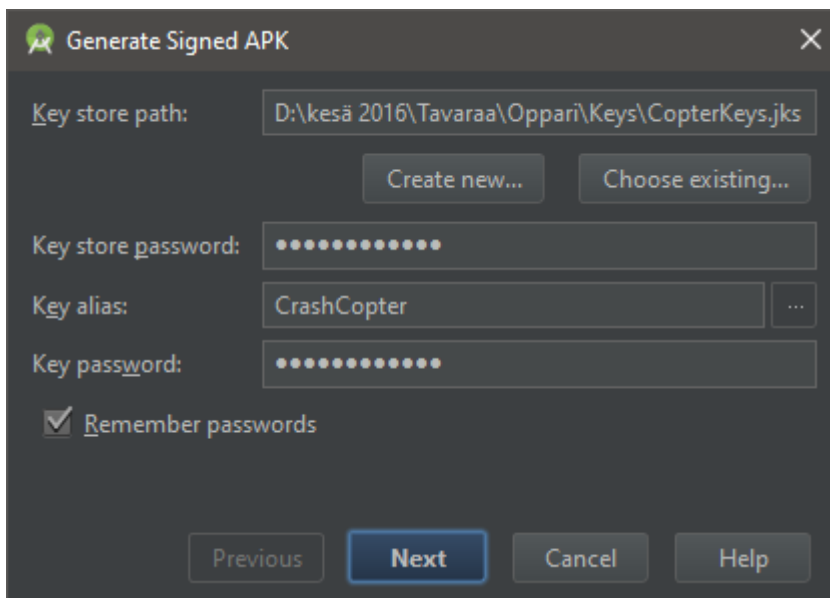 Generate Signed APK
Key store path: D:\kesä 2016\Tavaraa\Oppari\Keys\CopterKeys.jks
Create new... Choose existing...
Key store password: ••••••••••••
Key alias: CrashCopter ...
Key password: ••••••••••••
Remember passwords
Previous Next Cancel Help